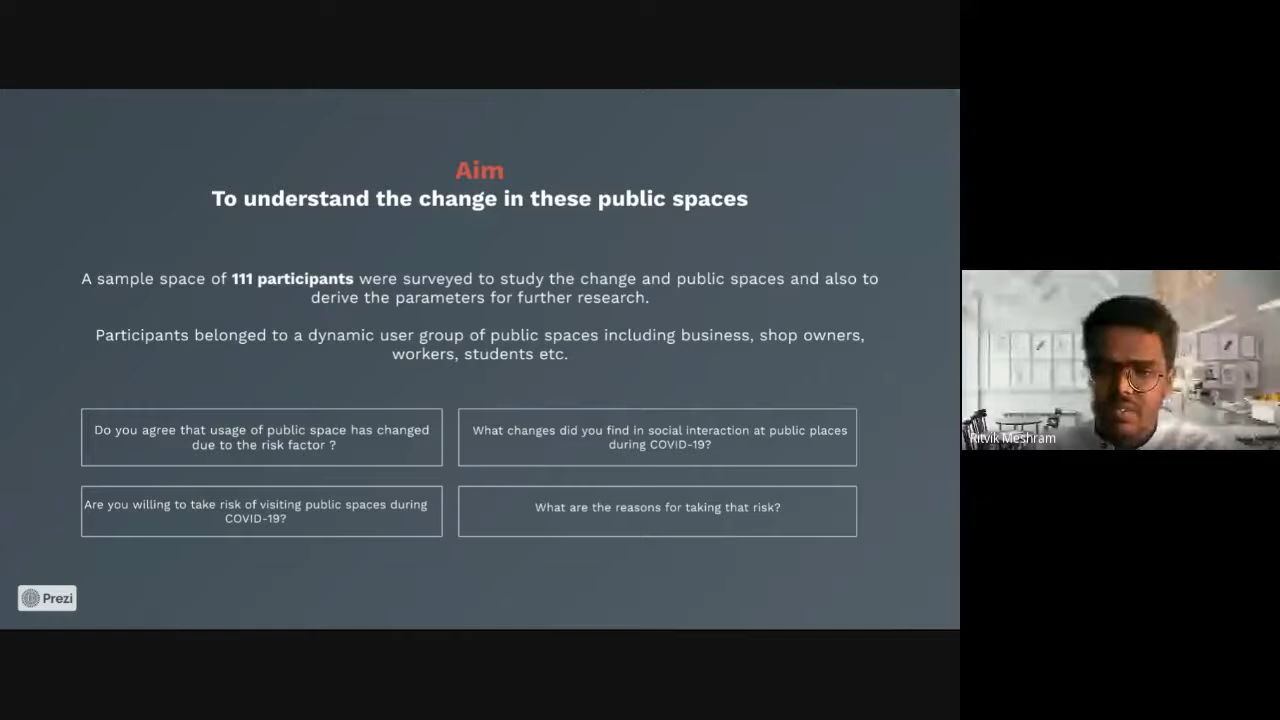 Aim
To understand the change in these public spaces
A sample space of 111 participants were surveyed to study the change and public spaces and also to
derive the parameters for further research.
Participants belonged to a dynamic user group of public spaces including business, shop owners,
workers, students etc.
Do you agree that usage of public space has changed
due to the risk factor ?
What changes did you find in social interaction at public places
during COVID-19?
Are you willing to take risk of visiting public spaces during
COVID-19?
What are the reasons for taking that risk?
Prezi
Ritvik Meshram